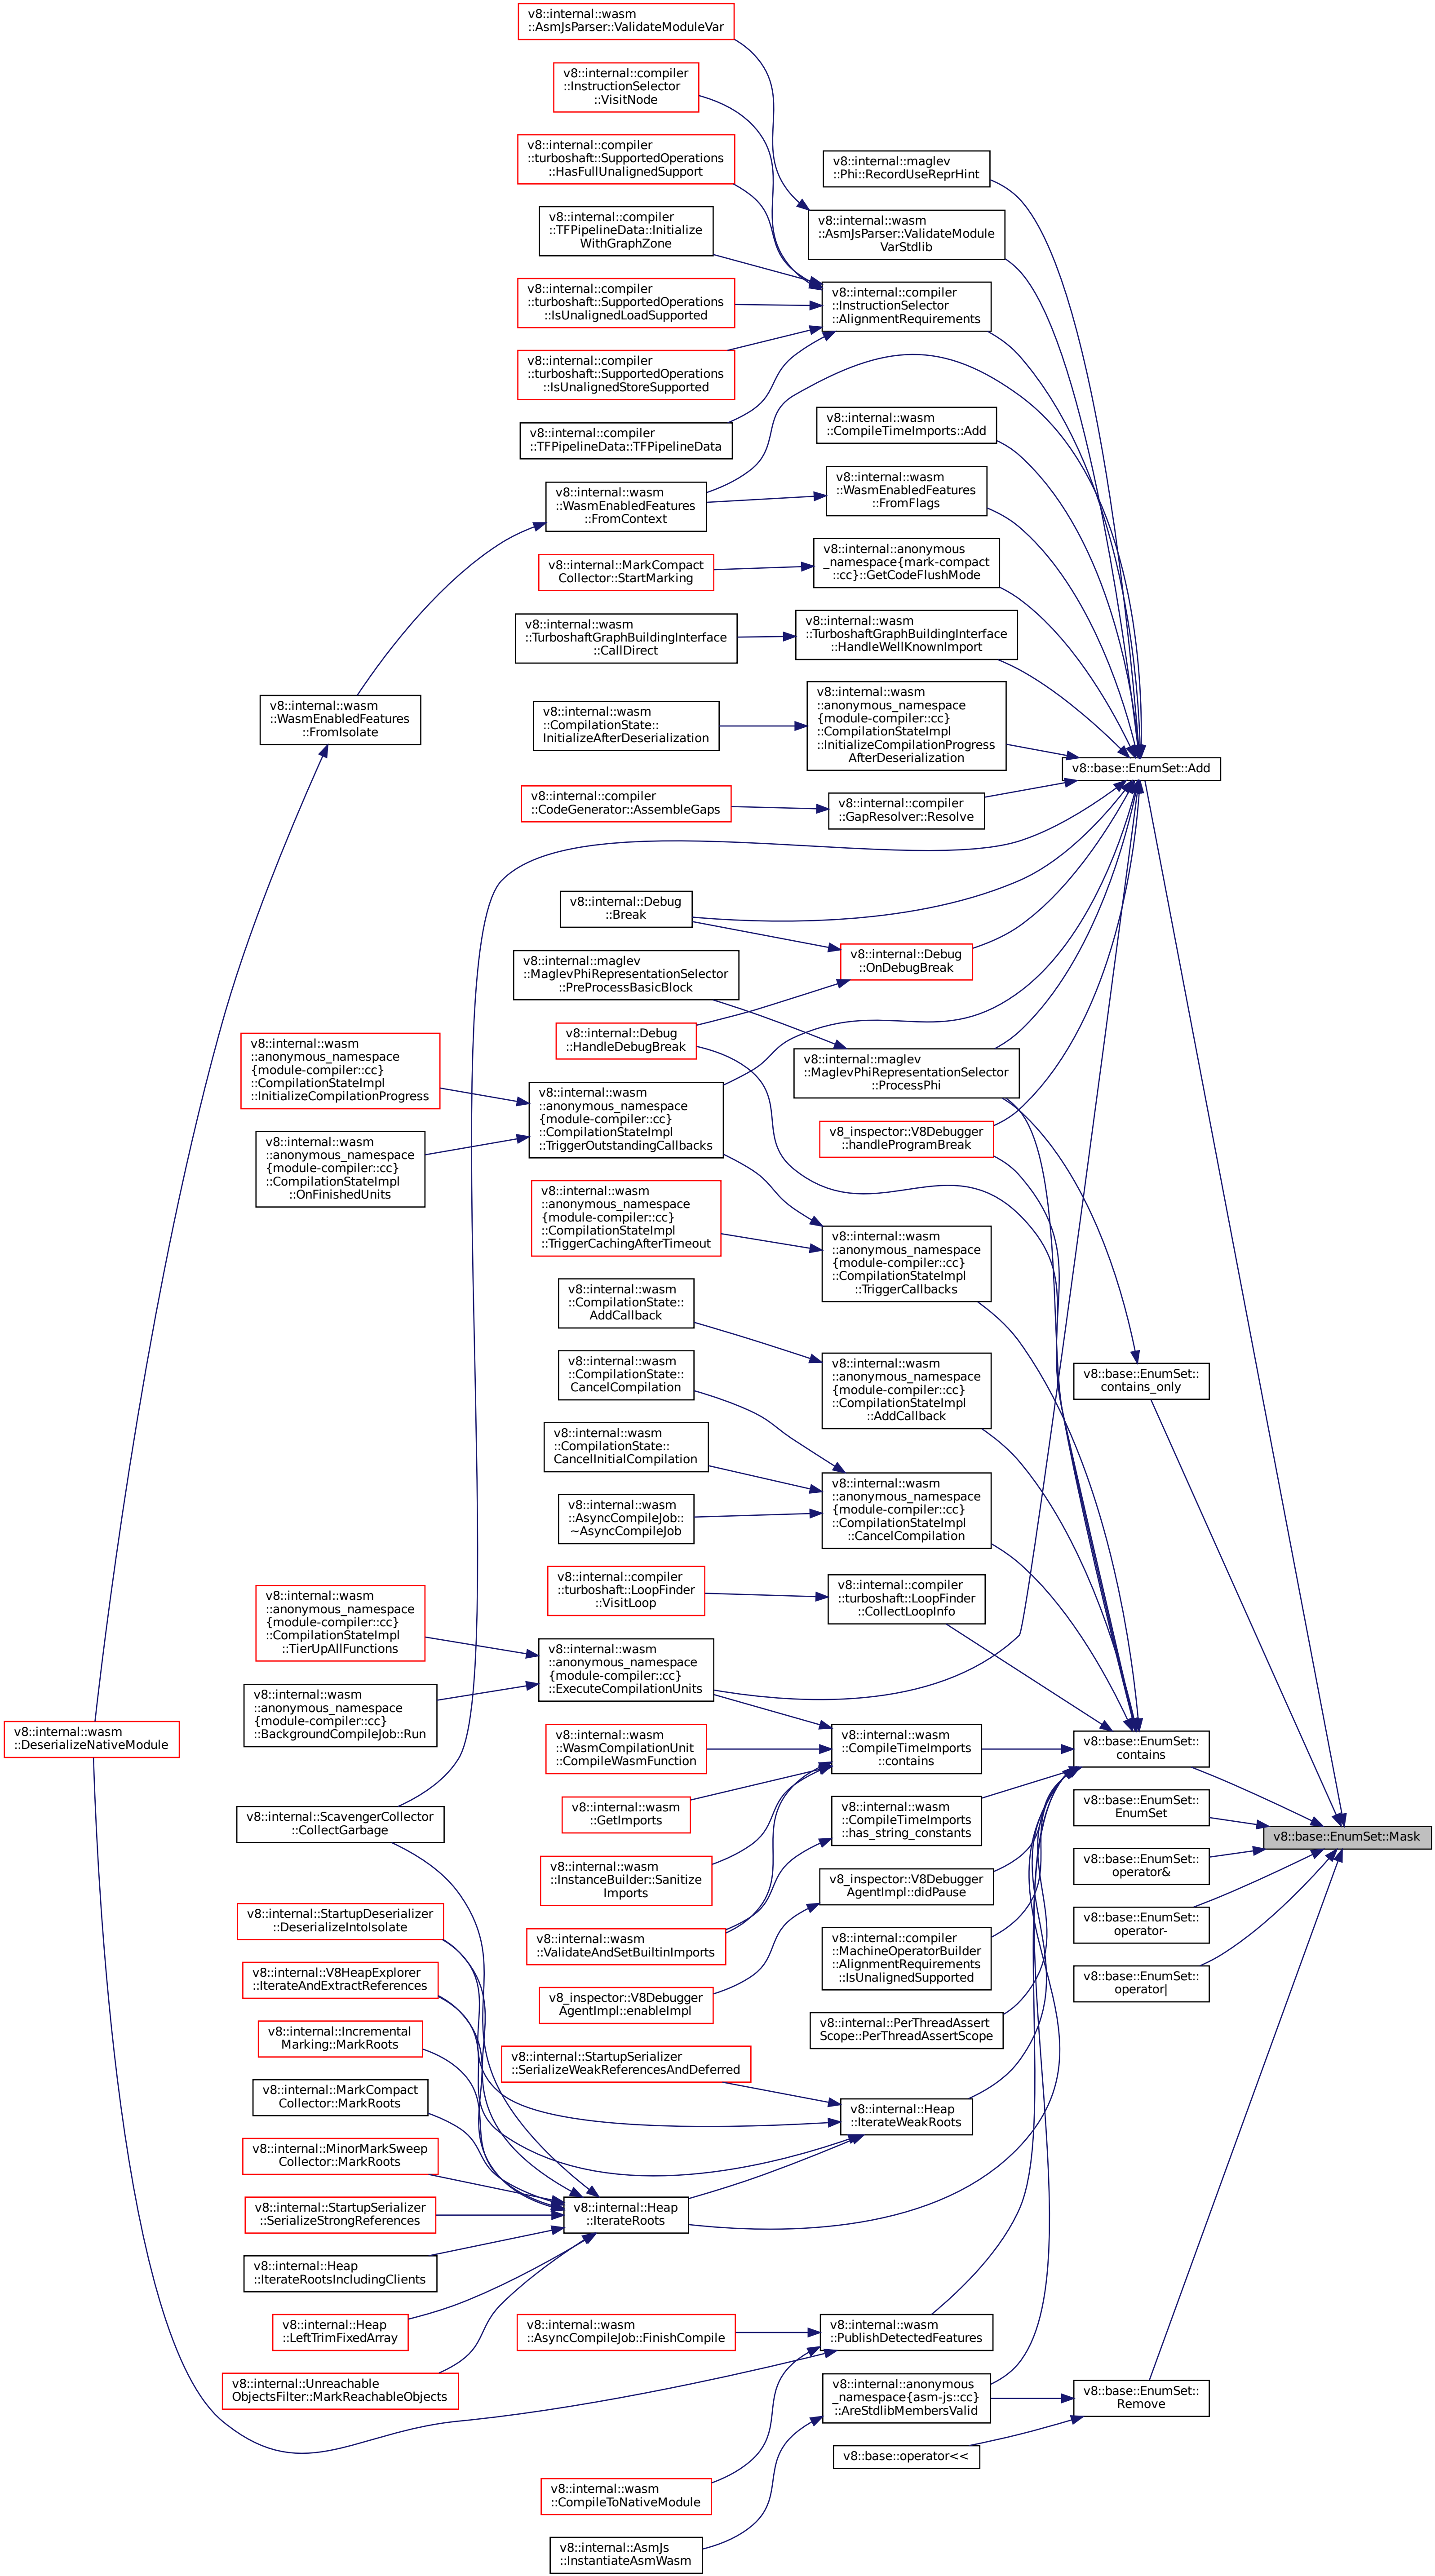 v8::internal::wasm
::AsmJsParser::ValidateModuleVar
v8::internal::compiler
::InstructionSelector
::VisitNode
v8::internal::compiler
::turboshaft::SupportedOperations
::HasFullUnalignedSupport
v8::internal::maglev
::Phi::RecordUseReprHint
v8::internal::compiler
::TFPipelineData::Initialize
WithGraphZone
v8::internal::wasm
::AsmJsParser::ValidateModule
VarStdlib
v8::internal::compiler
::turboshaft::SupportedOperations
::IsUnalignedLoadSupported
v8::internal::compiler
::InstructionSelector
::AlignmentRequirements
v8::internal::compiler
::turboshaft::SupportedOperations
::IsUnalignedStoreSupported
v8::internal::compiler
::TFPipelineData::TFPipelineData
v8::internal::wasm
::CompileTimeImports::Add
v8::internal::wasm
::WasmEnabledFeatures
::FromContext
v8::internal::wasm
::WasmEnabledFeatures
::FromFlags
v8::internal::MarkCompact
Collector::StartMarking
v8::internal::anonymous
_namespace{mark-compact
::cc}::GetCodeFlushMode
v8::internal::wasm
::TurboshaftGraphBuildingInterface
::CallDirect
v8::internal::wasm
::TurboshaftGraphBuildingInterface
::HandleWellKnownImport
v8::internal::wasm
::WasmEnabledFeatures
::FromIsolate
v8::internal::wasm
::CompilationState::
InitializeAfterDeserialization
v8::internal::wasm
::anonymous_namespace
{module-compiler::cc}
::CompilationStateImpl
::InitializeCompilationProgress
AfterDeserialization
v8::base::EnumSet::Add
v8::internal::compiler
::CodeGenerator::AssembleGaps
v8::internal::compiler
::GapResolver::Resolve
v8::internal::Debug
::Break
v8::internal::Debug
::OnDebugBreak
v8::internal::maglev
::MaglevPhiRepresentationSelector
::PreProcessBasicBlock
v8::internal::Debug
::HandleDebugBreak
v8::internal::maglev
::MaglevPhiRepresentationSelector
::ProcessPhi
v8::internal::wasm
::anonymous_namespace
{module-compiler::cc}
::CompilationStateImpl
::InitializeCompilationProgress
v8::internal::wasm
::anonymous_namespace
{module-compiler::cc}
::CompilationStateImpl
::TriggerOutstandingCallbacks
v8_inspector::V8Debugger
::handleProgramBreak
v8::internal::wasm
::anonymous_namespace
{module-compiler::cc}
::CompilationStateImpl
::OnFinishedUnits
v8::internal::wasm
::anonymous_namespace
{module-compiler::cc}
::CompilationStateImpl
::TriggerCachingAfterTimeout
v8::internal::wasm
::anonymous_namespace
{module-compiler::cc}
::CompilationStateImpl
::TriggerCallbacks
v8::internal::wasm
::CompilationState::
AddCallback
v8::internal::wasm
::CompilationState::
CancelCompilation
v8::internal::wasm
::anonymous_namespace
{module-compiler::cc}
::CompilationStateImpl
::AddCallback
v8::base::EnumSet::
contains_only
v8::internal::wasm
::CompilationState::
CancelInitialCompilation
v8::internal::wasm
::AsyncCompileJob::
~AsyncCompileJob
v8::internal::wasm
::anonymous_namespace
{module-compiler::cc}
::CompilationStateImpl
::CancelCompilation
v8::internal::compiler
::turboshaft::LoopFinder
::VisitLoop
v8::internal::compiler
::turboshaft::LoopFinder
::CollectLoopInfo
v8::internal::wasm
::anonymous_namespace
{module-compiler::cc}
::CompilationStateImpl
::TierUpAllFunctions
v8::internal::wasm
::anonymous_namespace
{module-compiler::cc}
::ExecuteCompilationUnits
v8::internal::wasm
::anonymous_namespace
{module-compiler::cc}
::BackgroundCompileJob::Run
v8::internal::wasm
::DeserializeNativeModule
v8::internal::wasm
::WasmCompilationUnit
::CompileWasmFunction
v8::internal::wasm
::CompileTimeImports
::contains
v8::base::EnumSet::
contains
v8::internal::wasm
::GetImports
v8::internal::wasm
::CompileTimeImports
::has_string_constants
v8::base::EnumSet::
EnumSet
v8::internal::ScavengerCollector
::CollectGarbage
v8::base::EnumSet::Mask
v8::internal::wasm
::InstanceBuilder::Sanitize
Imports
v8_inspector::V8Debugger
AgentImpl::didPause
v8::base::EnumSet::
operator&
v8::internal::StartupDeserializer
::DeserializeIntoIsolate
v8::internal::wasm
::ValidateAndSetBuiltinImports
v8::internal::compiler
::MachineOperatorBuilder
::AlignmentRequirements
::IsUnalignedSupported
v8::base::EnumSet::
operator-
v8::internal::V8HeapExplorer
::IterateAndExtractReferences
v8_inspector::V8Debugger
AgentImpl::enableImpl
v8::base::EnumSet::
operator|
v8::internal::Incremental
Marking::MarkRoots
v8::internal::PerThreadAssert
Scope::PerThreadAssertScope
v8::internal::StartupSerializer
::SerializeWeakReferencesAndDeferred
v8::internal::MarkCompact
Collector::MarkRoots
v8::internal::Heap
::IterateWeakRoots
v8::internal::MinorMarkSweep
Collector::MarkRoots
v8::internal::StartupSerializer
::SerializeStrongReferences
v8::internal::Heap
::IterateRoots
v8::internal::Heap
::IterateRootsIncludingClients
v8::internal::Heap
::LeftTrimFixedArray
v8::internal::wasm
::AsyncCompileJob::FinishCompile
v8::internal::wasm
::PublishDetectedFeatures
v8::internal::Unreachable
ObjectsFilter::MarkReachableObjects
v8::internal::anonymous
_namespace{asm-js::cc}
::AreStdlibMembersValid
v8::base::EnumSet::
Remove
v8::base::operator<<
v8::internal::wasm
::CompileToNativeModule
v8::internal::AsmJs
::InstantiateAsmWasm